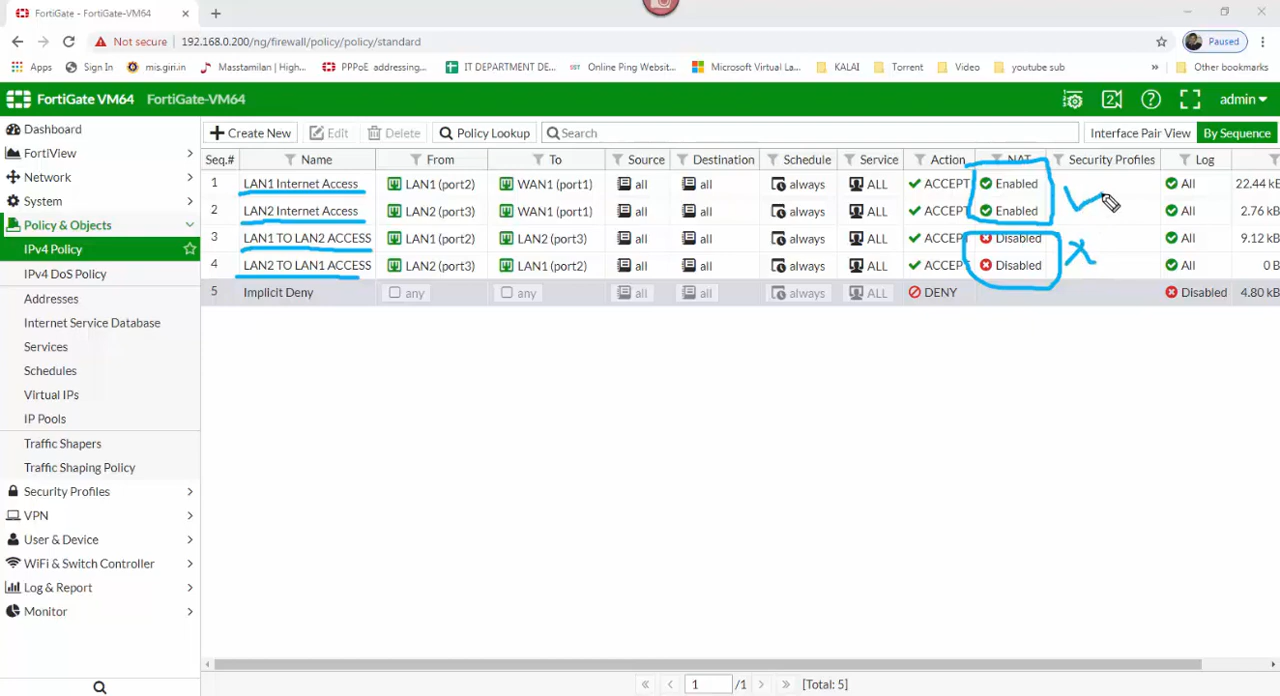 FortiGate - FortiGate-VM64
Not secure 192.168.0.200/ng/firewall/policy/policy/standard Paused
Apps Sign In mis.giri.in Masstamilan | High... PPPoE addressing... IT DEPARTMENT DE... Online Ping Websit... Microsoft Virtual La... KALAI Torrent Video youtube sub » Other bookmarks
FortiGate VM64 FortiGate-VM64 admin
Dashboard
FortiView
Network
System
Policy & Objects
IPv4 Policy
IPv4 DoS Policy
Addresses
Internet Service Database
Services
Schedules
Virtual IPs
IP Pools
Traffic Shapers
Traffic Shaping Policy
Security Profiles
VPN
User & Device
WiFi & Switch Controller
Log & Report
Monitor
Create New Edit Delete Policy Lookup Search Interface Pair View By Sequence
Seq.# Name From To Source Destination Schedule Service Action NAT Security Profiles Log
1 LAN1 Internet Access LAN1 (port2) WAN1 (port1) all all always ALL ACCEPT Enabled All 22.44 kB
2 LAN2 Internet Access LAN2 (port3) WAN1 (port1) all all always ALL ACCEPT Enabled All 2.76 kB
3 LAN1 TO LAN2 ACCESS LAN1 (port2) LAN2 (port3) all all always ALL ACCEPT Disabled All 9.12 kB
4 LAN2 TO LAN1 ACCESS LAN2 (port3) LAN1 (port2) all all always ALL ACCEPT Disabled All 0 B
5 Implicit Deny any any all all always ALL DENY Disabled 4.80 kB
« ‹ 1 /1 › » [Total: 5]